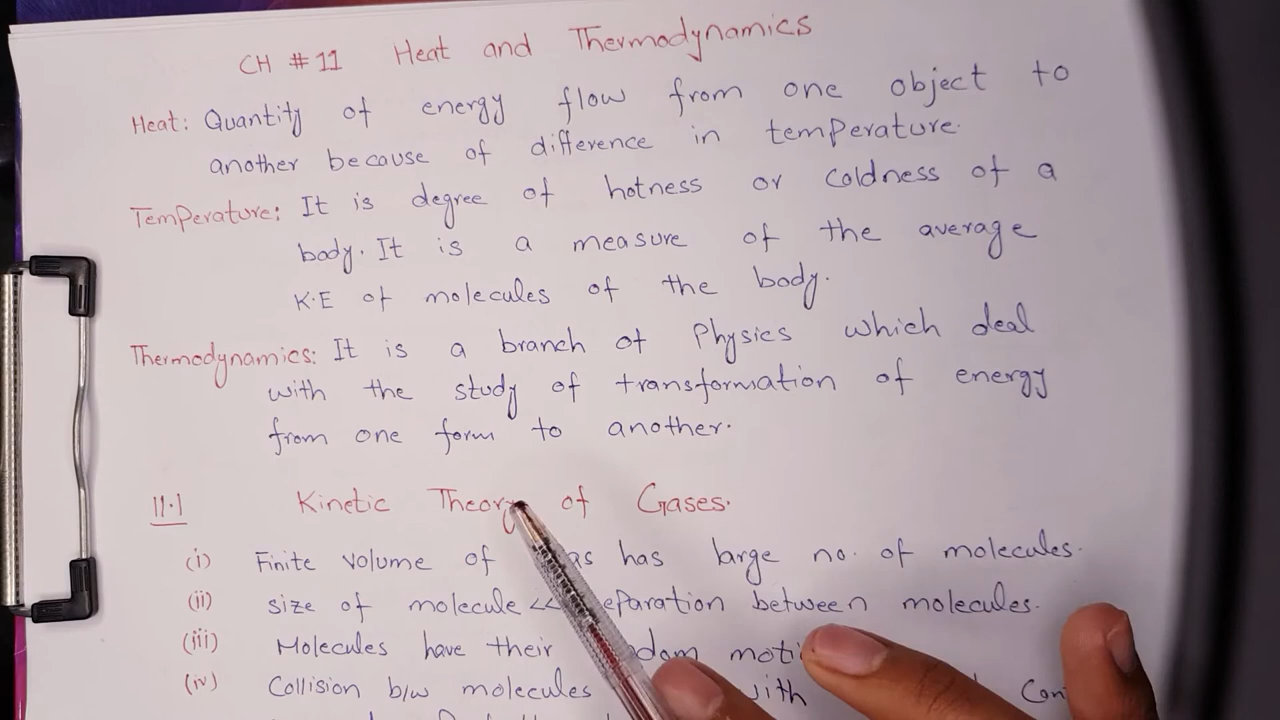 CH # 11 Heat and Thermodynamics
Heat: Quantity of energy flow from one object to
another because of difference in temperature.
Temperature: It is degree of hotness or coldness of a
body. It is a measure of the average
K.E of molecules of the body.
Thermodynamics: It is a branch of Physics which deal
with the study of transformation of energy
from one form to another.
11.1 Kinetic Theory of Gases.
(i) Finite volume of has large no. of molecules.
(ii) size of molecule << between molecules.
(iii) Molecules have their
(iv) Collision b/w molecules